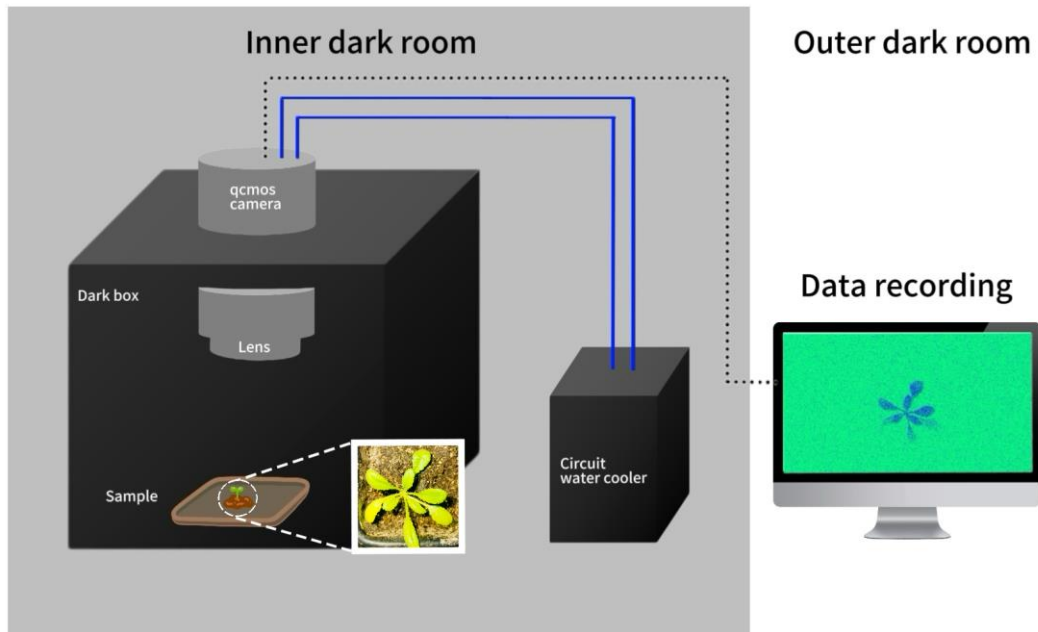 Inner dark room
Outer dark room
qcmos
camera
Dark box
Lens
Data recording
Circuit
water cooler
Sample